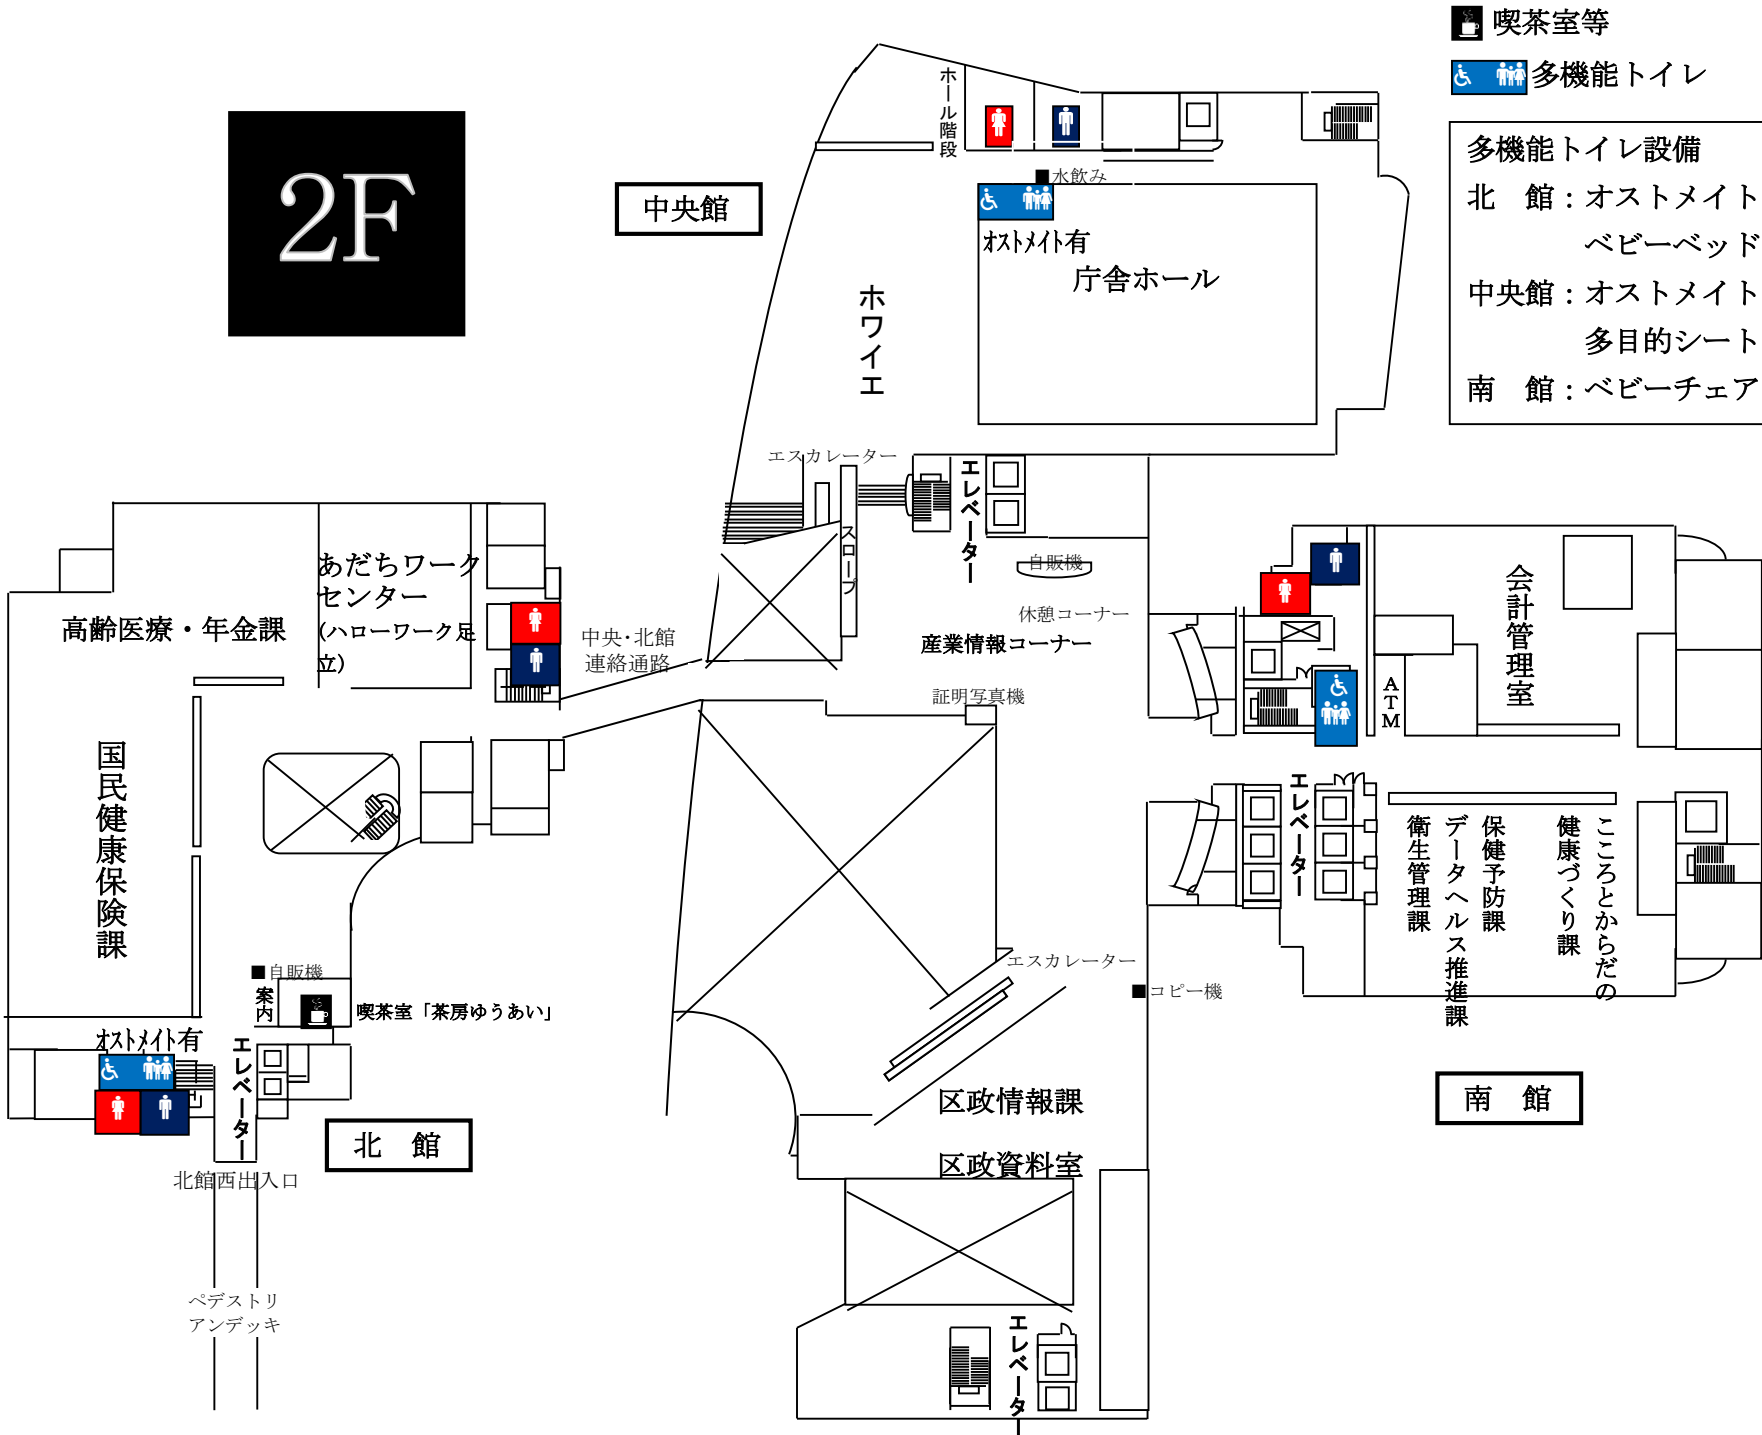 喫茶室等
多機能トイレ
多機能トイレ設備
北　館：オストメイト
ベビーベッド
中央館：オストメイト
多目的シート
南　館：ベビーチェア
2F
中央館
ホール階段
■水飲み
オストメイト有
庁舎ホール
ホワイエ
エスカレーター
スロープ
エレベーター
自販機
休憩コーナー
産業情報コーナー
証明写真機
中央・北館
連絡通路
あだちワーク
センター
（ハローワーク足
立）
高齢医療・年金課
国民健康保険課
■自販機
案内
喫茶室「茶房ゆうあい」
オストメイト有
エレベーター
北　館
北館西出入口
ペデストリ
アンデッキ
エスカレーター
■コピー機
区政情報課
区政資料室
エレベーター
会計管理室
ATM
エレベーター
こころとからだの
健康づくり課
保健予防課
データヘルス推進課
衛生管理課
南　館